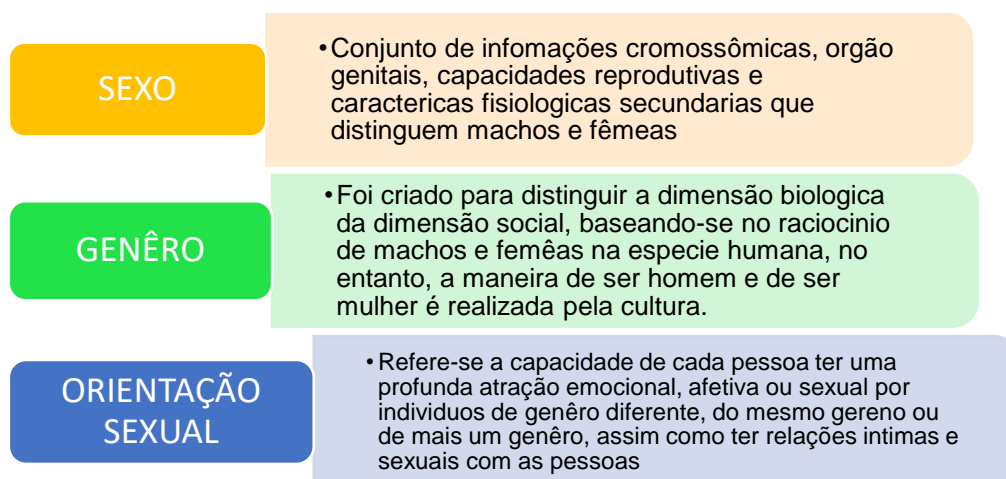 SEXO
•Conjunto de infomações cromossômicas, orgão
genitais, capacidades reprodutivas e
caractericas fisiologicas secundarias que
distinguem machos e fêmeas
GENÊRO
•Foi criado para distinguir a dimensão biologica
da dimensão social, baseando-se no raciocinio
de machos e femêas na especie humana, no
entanto, a maneira de ser homem e de ser
mulher é realizada pela cultura.
ORIENTAÇÃO
SEXUAL
•Refere-se a capacidade de cada pessoa ter uma
profunda atração emocional, afetiva ou sexual por
individuos de genêro diferente, do mesmo gereno ou
de mais um genêro, assim como ter relações intimas e
sexuais com as pessoas